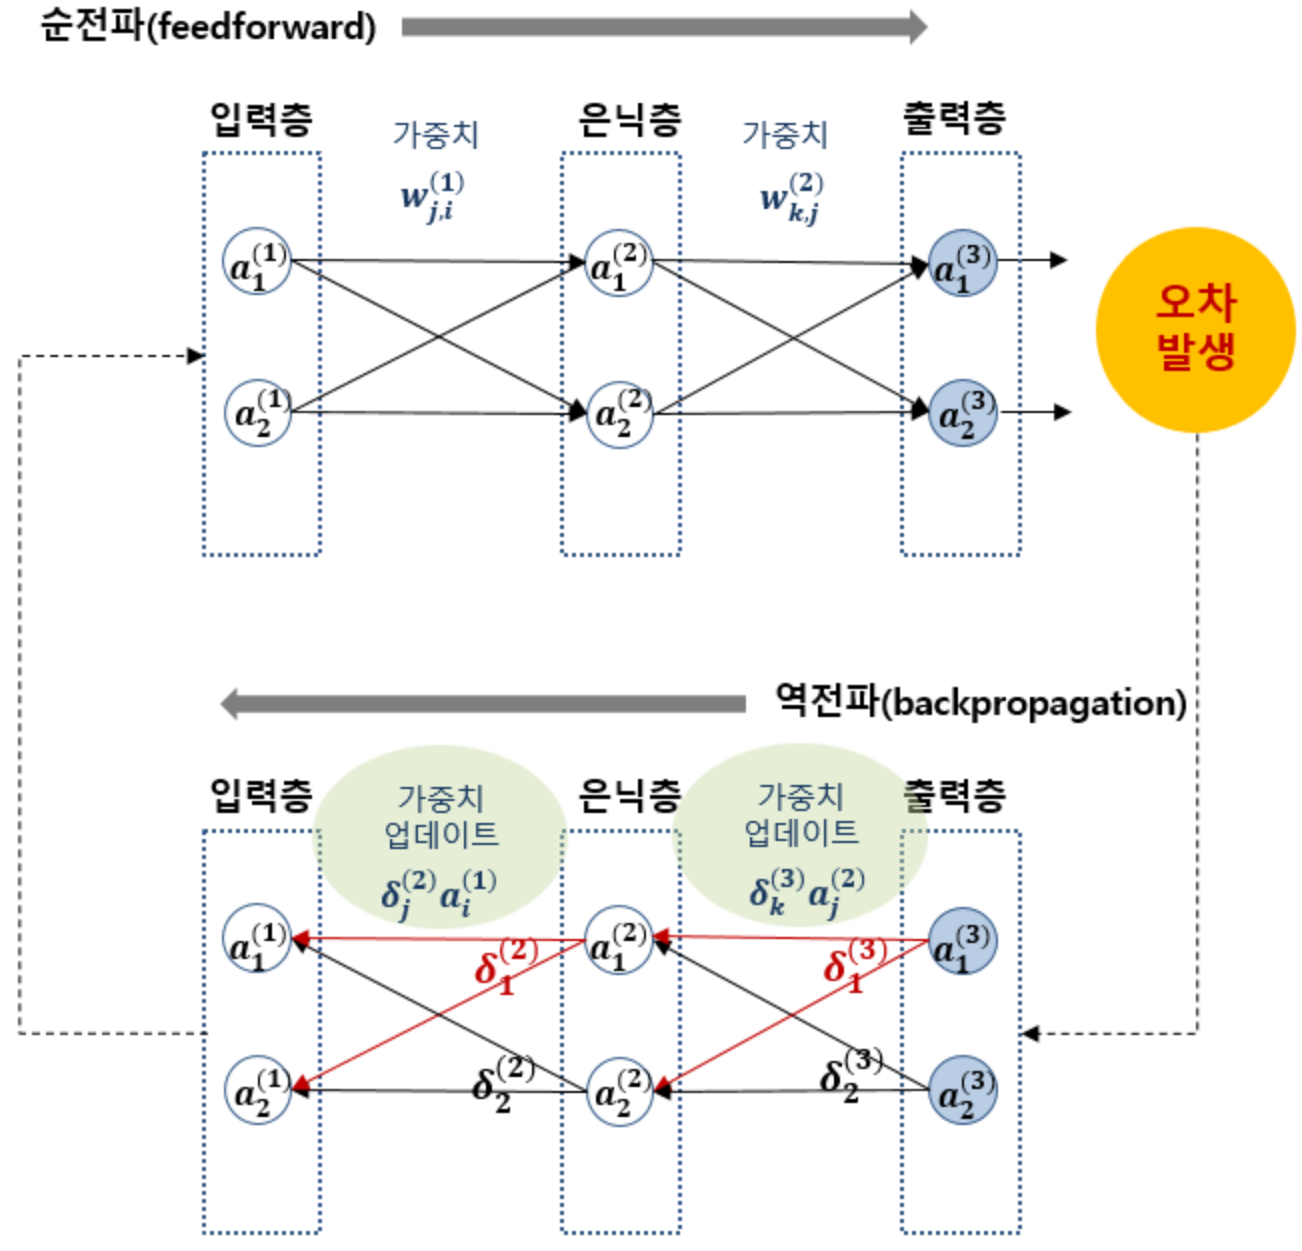 순전파(feedforward)
입력층
가중치
은닉층
가중치
출력층
w_{j,i}^{(1)}
w_{k,j}^{(2)}
a_1^{(1)}
a_1^{(2)}
a_1^{(3)}
오차
발생
a_2^{(1)}
a_2^{(2)}
a_2^{(3)}
역전파(backpropagation)
입력층
가중치
업데이트
은닉층
가중치
업데이트
출력층
δ_j^{(2)} a_i^{(1)}
δ_k^{(3)} a_j^{(2)}
a_1^{(1)}
δ_1^{(2)}
a_1^{(2)}
δ_1^{(3)}
a_1^{(3)}
a_2^{(1)}
δ_2^{(2)}
a_2^{(2)}
δ_2^{(3)}
a_2^{(3)}